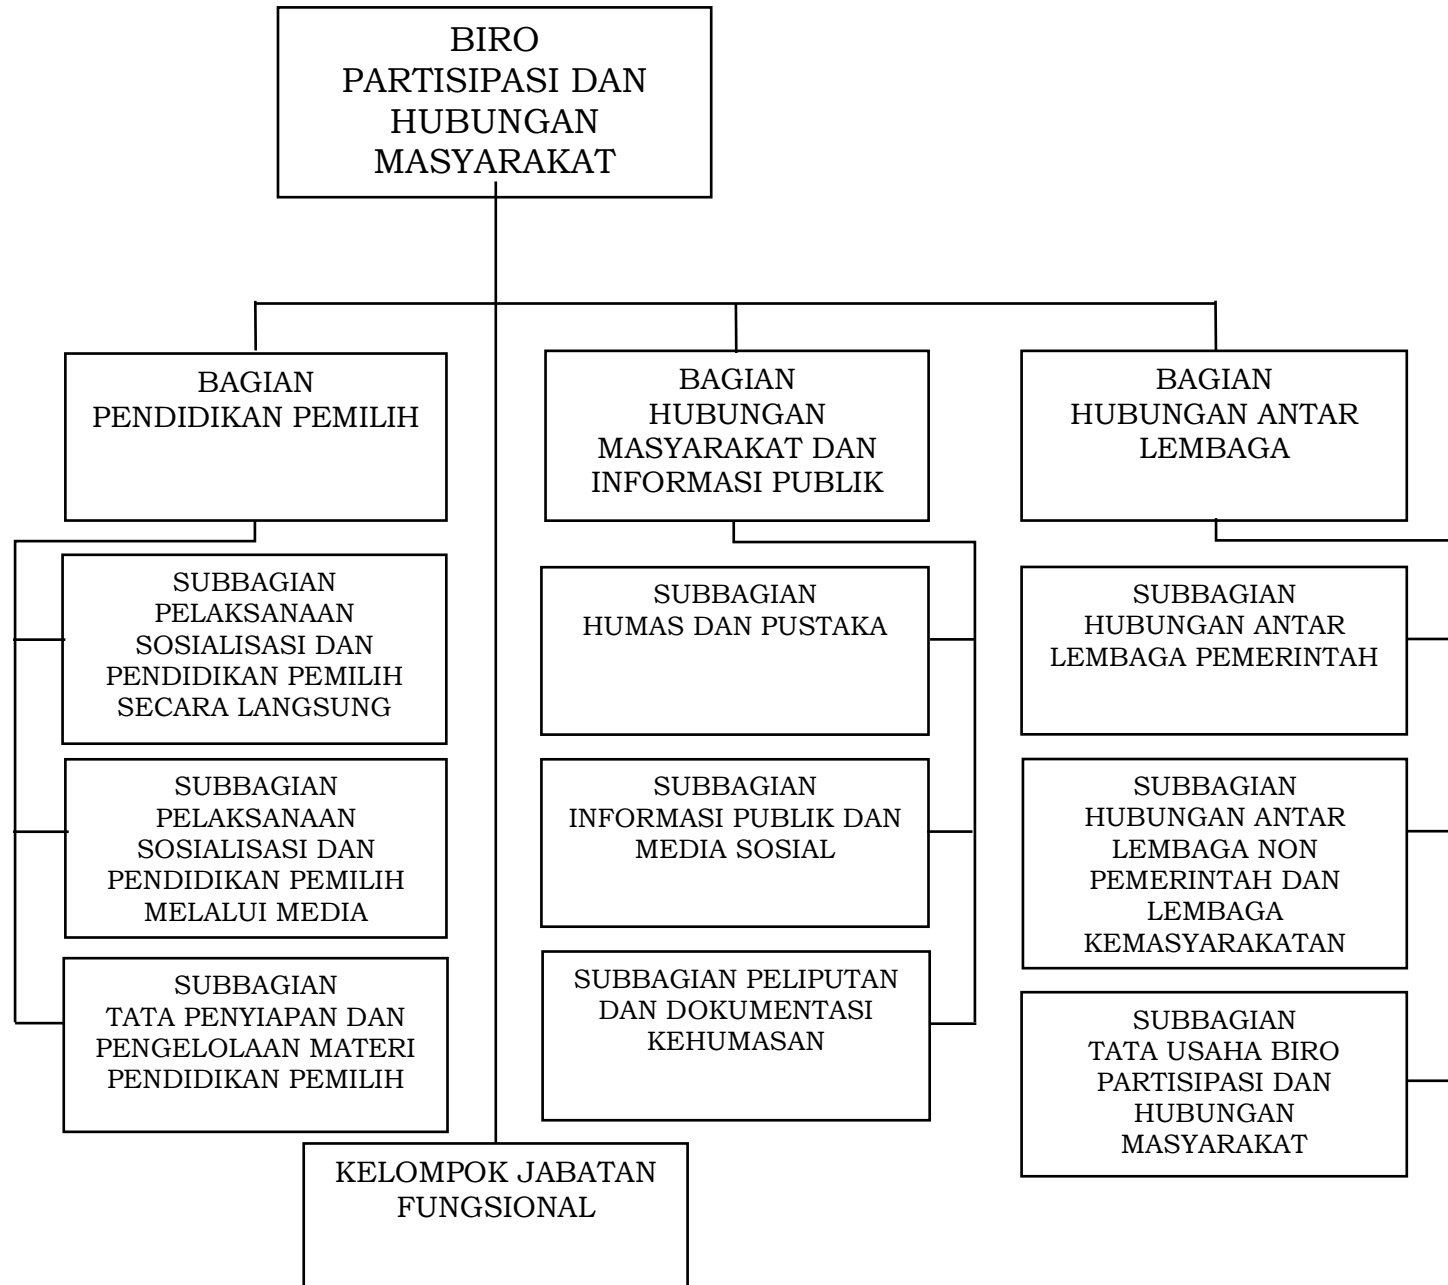 BIRO
PARTISIPASI DAN
HUBUNGAN
MASYARAKAT
BAGIAN
PENDIDIKAN PEMILIH
BAGIAN
HUBUNGAN
MASYARAKAT DAN
INFORMASI PUBLIK
BAGIAN
HUBUNGAN ANTAR
LEMBAGA
SUBBAGIAN
PELAKSANAAN
SOSIALISASI DAN
PENDIDIKAN PEMILIH
SECARA LANGSUNG
SUBBAGIAN
HUMAS DAN PUSTAKA
SUBBAGIAN
HUBUNGAN ANTAR
LEMBAGA PEMERINTAH
SUBBAGIAN
PELAKSANAAN
SOSIALISASI DAN
PENDIDIKAN PEMILIH
MELALUI MEDIA
SUBBAGIAN
INFORMASI PUBLIK DAN
MEDIA SOSIAL
SUBBAGIAN
HUBUNGAN ANTAR
LEMBAGA NON
PEMERINTAH DAN
LEMBAGA
KEMASYARAKATAN
SUBBAGIAN
TATA PENYIAPAN DAN
PENGELOLAAN MATERI
PENDIDIKAN PEMILIH
SUBBAGIAN PELIPUTAN
DAN DOKUMENTASI
KEHUMASAN
SUBBAGIAN
TATA USAHA BIRO
PARTISIPASI DAN
HUBUNGAN
MASYARAKAT
KELOMPOK JABATAN
FUNGSIONAL